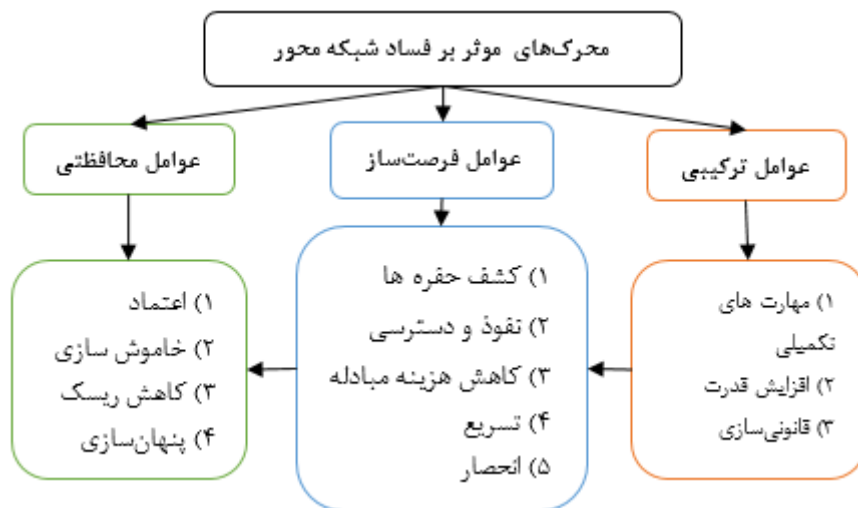 محرک‌های موثر بر فساد شبکه محور
عوامل ترکیبی
عوامل فرصت‌ساز
عوامل محافظتی
۱) مهارت های
تکمیلی
۲) افزایش قدرت
۳) قانونی‌سازی
۱) کشف حفره ها
۲) نفوذ و دسترسی
۳) کاهش هزینه مبادله
۴) تسریع
۵) انحصار
۱) اعتماد
۲) خاموش سازی
۳) کاهش ریسک
۴) پنهان‌سازی